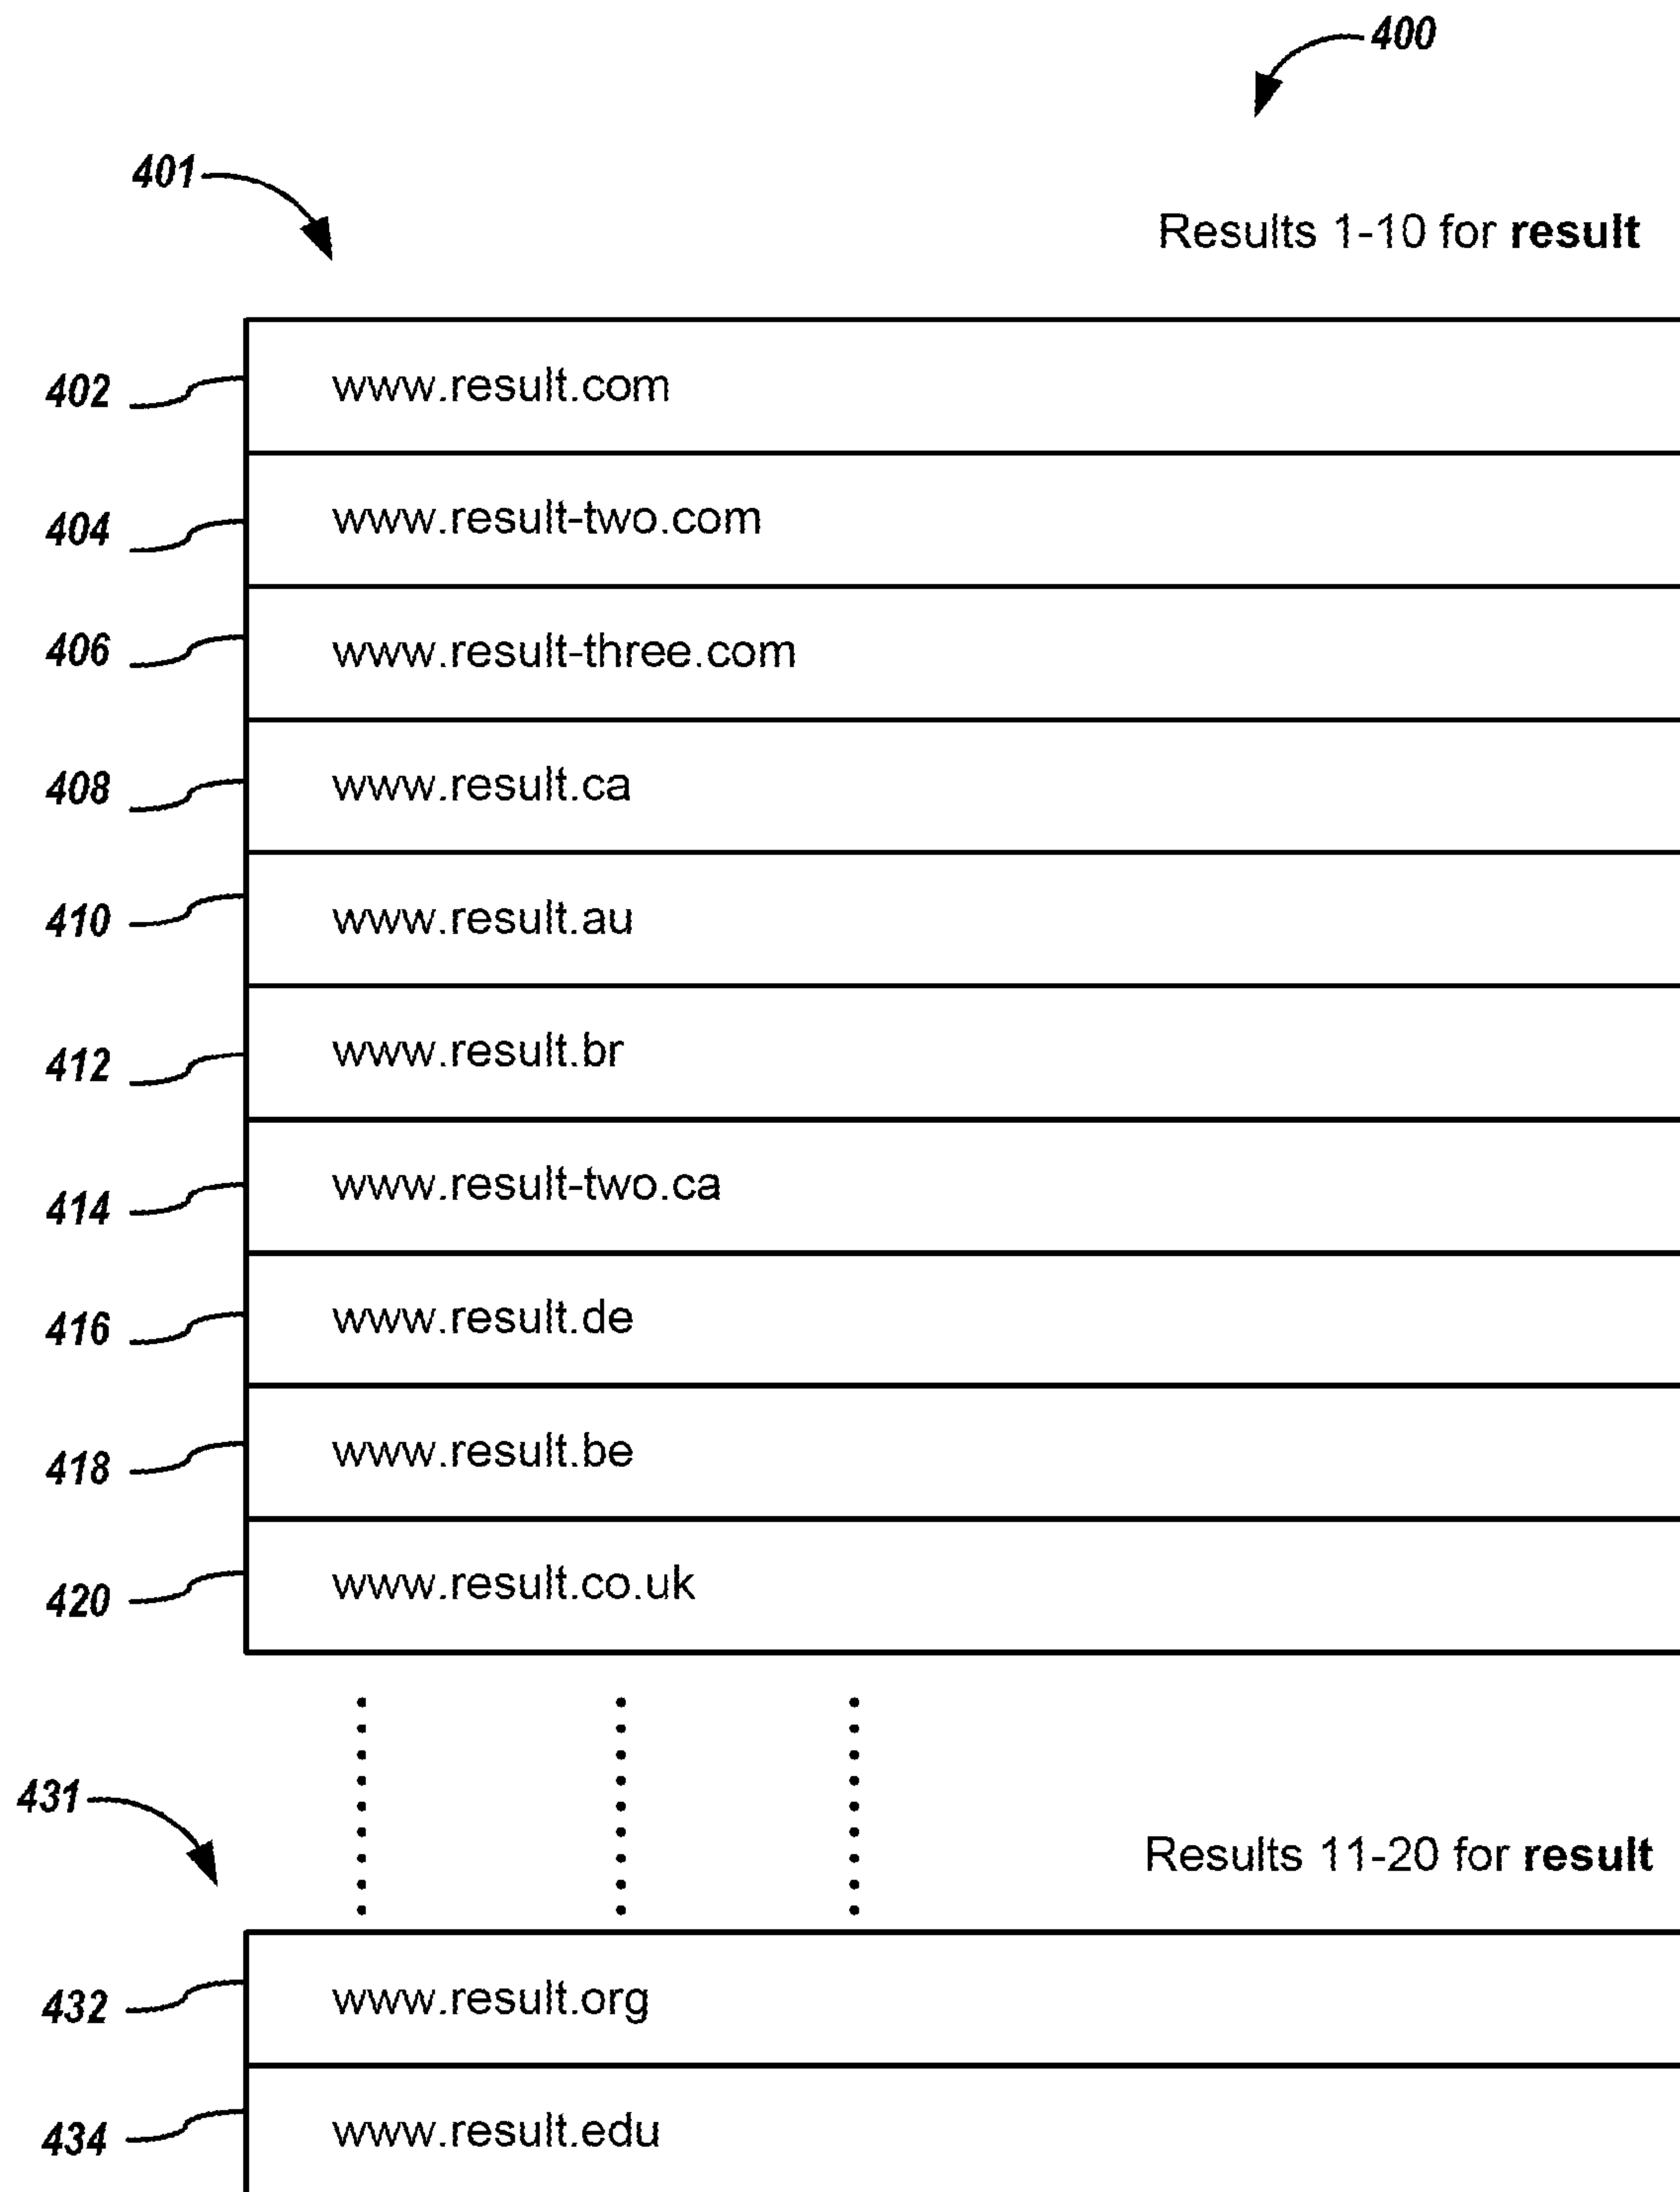 400
401
Results 1-10 for result
402 www.result.com
404 www.result-two.com
406 www.result-three.com
408 www.result.ca
410 www.result.au
412 www.result.br
414 www.result-two.ca
416 www.result.de
418 www.result.be
420 www.result.co.uk
431
Results 11-20 for result
432 www.result.org
434 www.result.edu